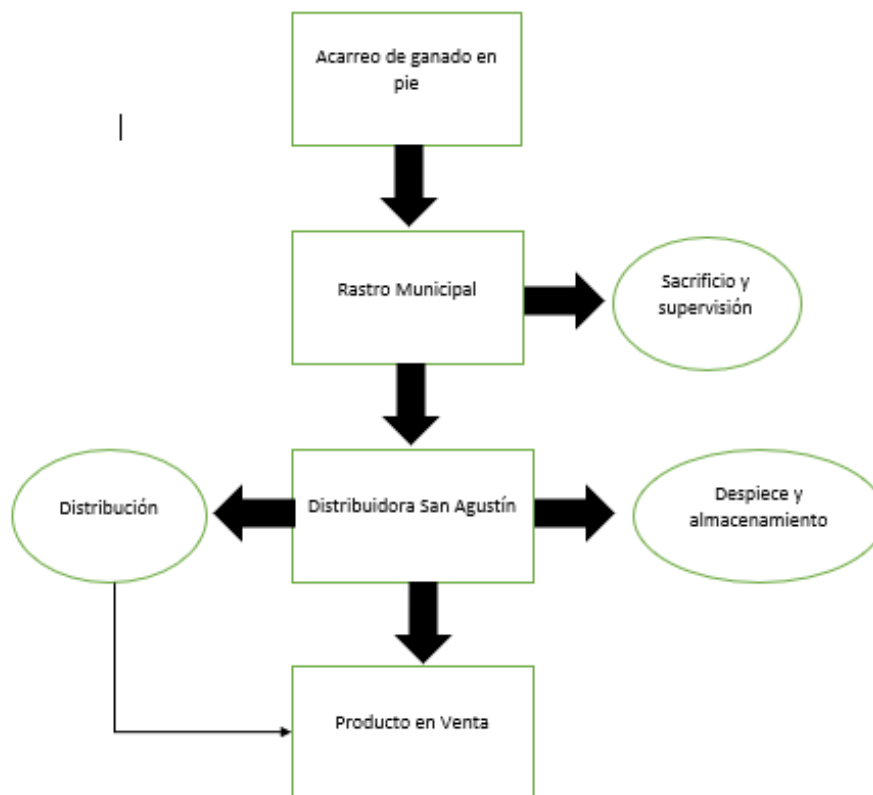 Acarreo de ganado en
pie
Rastro Municipal
Sacrificio y
supervisión
Distribución
Distribuidora San Agustín
Despiece y
almacenamiento
Producto en Venta